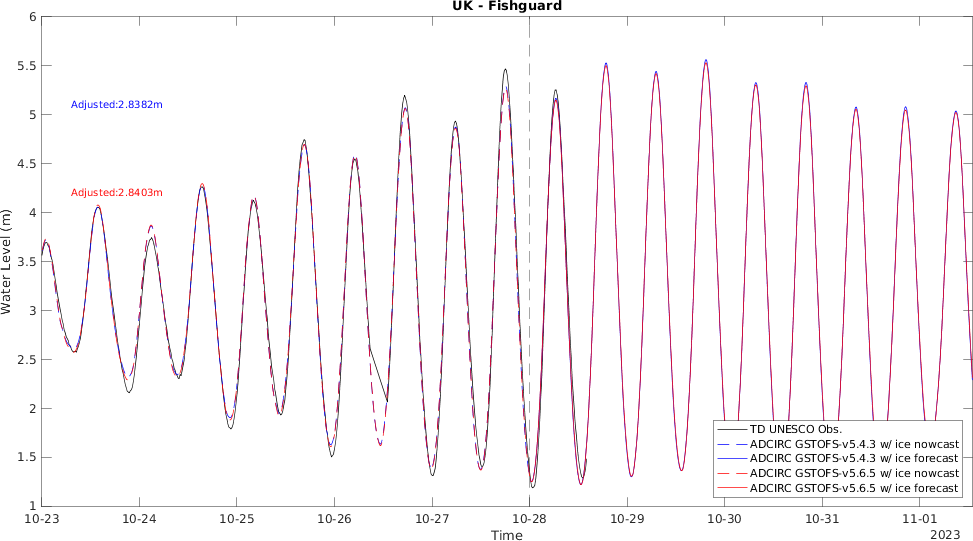 UK - Fishguard
6
5.5
5
4.5
4
3.5
3
2.5
2
1.5
1
Water Level (m)
Adjusted:2.8382m
Adjusted:2.8403m
TD UNESCO Obs.
ADCIRC GSTOFS-v5.4.3 w/ ice nowcast
ADCIRC GSTOFS-v5.4.3 w/ ice forecast
ADCIRC GSTOFS-v5.6.5 w/ ice nowcast
ADCIRC GSTOFS-v5.6.5 w/ ice forecast
10-23 10-24 10-25 10-26 10-27 10-28 10-29 10-30 10-31 11-01
Time
2023